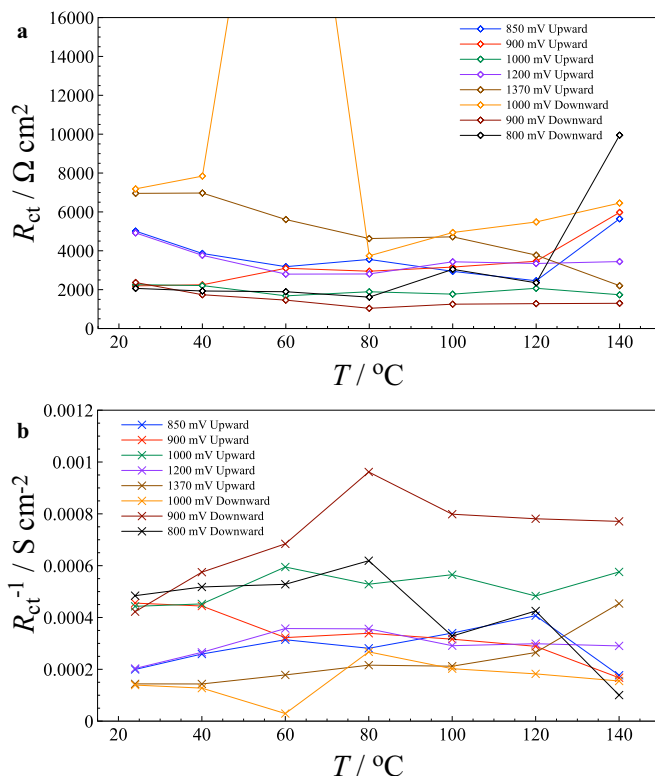 a
16000
14000
12000
10000
8000
6000
4000
2000
0
Rct / Ω cm2
850 mV Upward
900 mV Upward
1000 mV Upward
1200 mV Upward
1370 mV Upward
1000 mV Downward
900 mV Downward
800 mV Downward
20 40 60 80 100 120 140
T / oC
b
0.0012
0.001
0.0008
0.0006
0.0004
0.0002
0
Rct-1 / S cm-2
850 mV Upward
900 mV Upward
1000 mV Upward
1200 mV Upward
1370 mV Upward
1000 mV Downward
900 mV Downward
800 mV Downward
20 40 60 80 100 120 140
T / oC